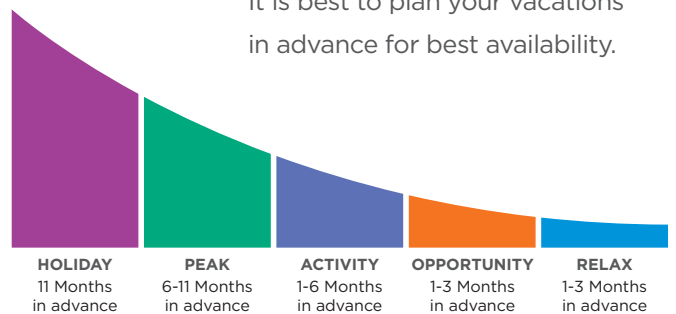 It is best to plan your vacations
in advance for best availability.
HOLIDAY
11 Months
in advance
PEAK
6-11 Months
in advance
ACTIVITY
1-6 Months
in advance
OPPORTUNITY
1-3 Months
in advance
RELAX
1-3 Months
in advance